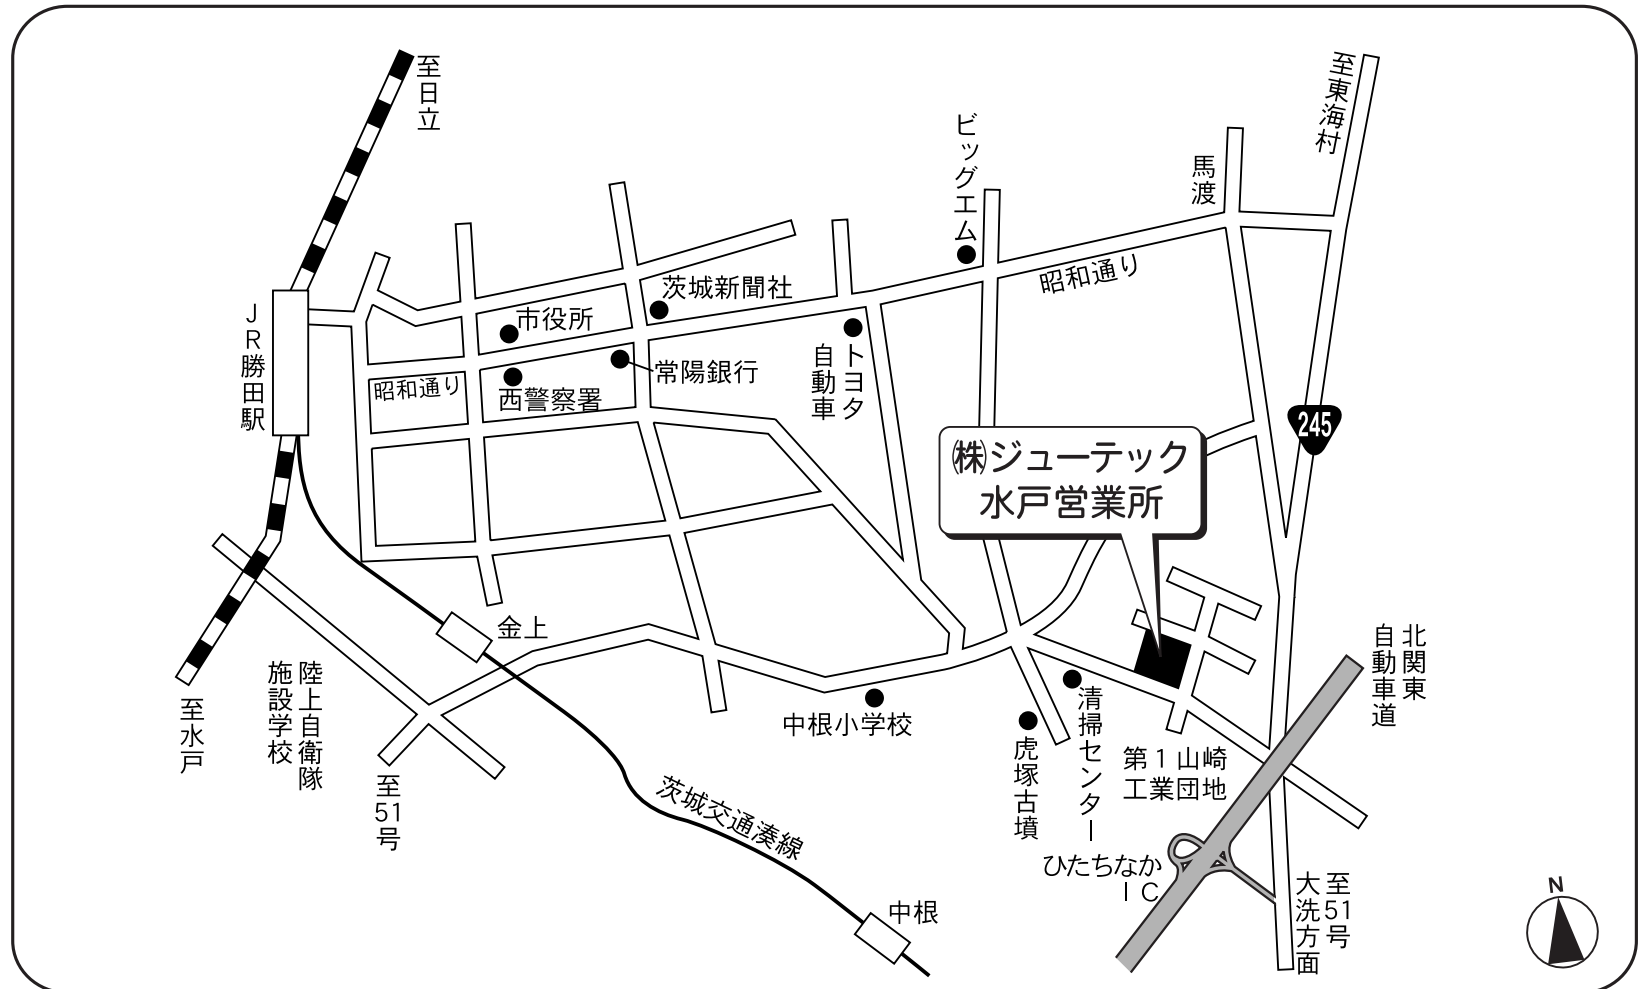 至日立
至東海村
ビッグエム
馬渡
昭和通り
茨城新聞社
市役所
JR勝田駅
トヨタ
自動車
常陽銀行
昭和通り
西警察署
245
㈱ジューテック
水戸営業所
金上
北関東
自動車道
陸上自衛隊
施設学校
至水戸
中根小学校
清掃センター
虎塚古墳
第1山崎
工業団地
至51号
茨城交通湊線
ひたちなか
IC
中根
至51号
大洗方面
N